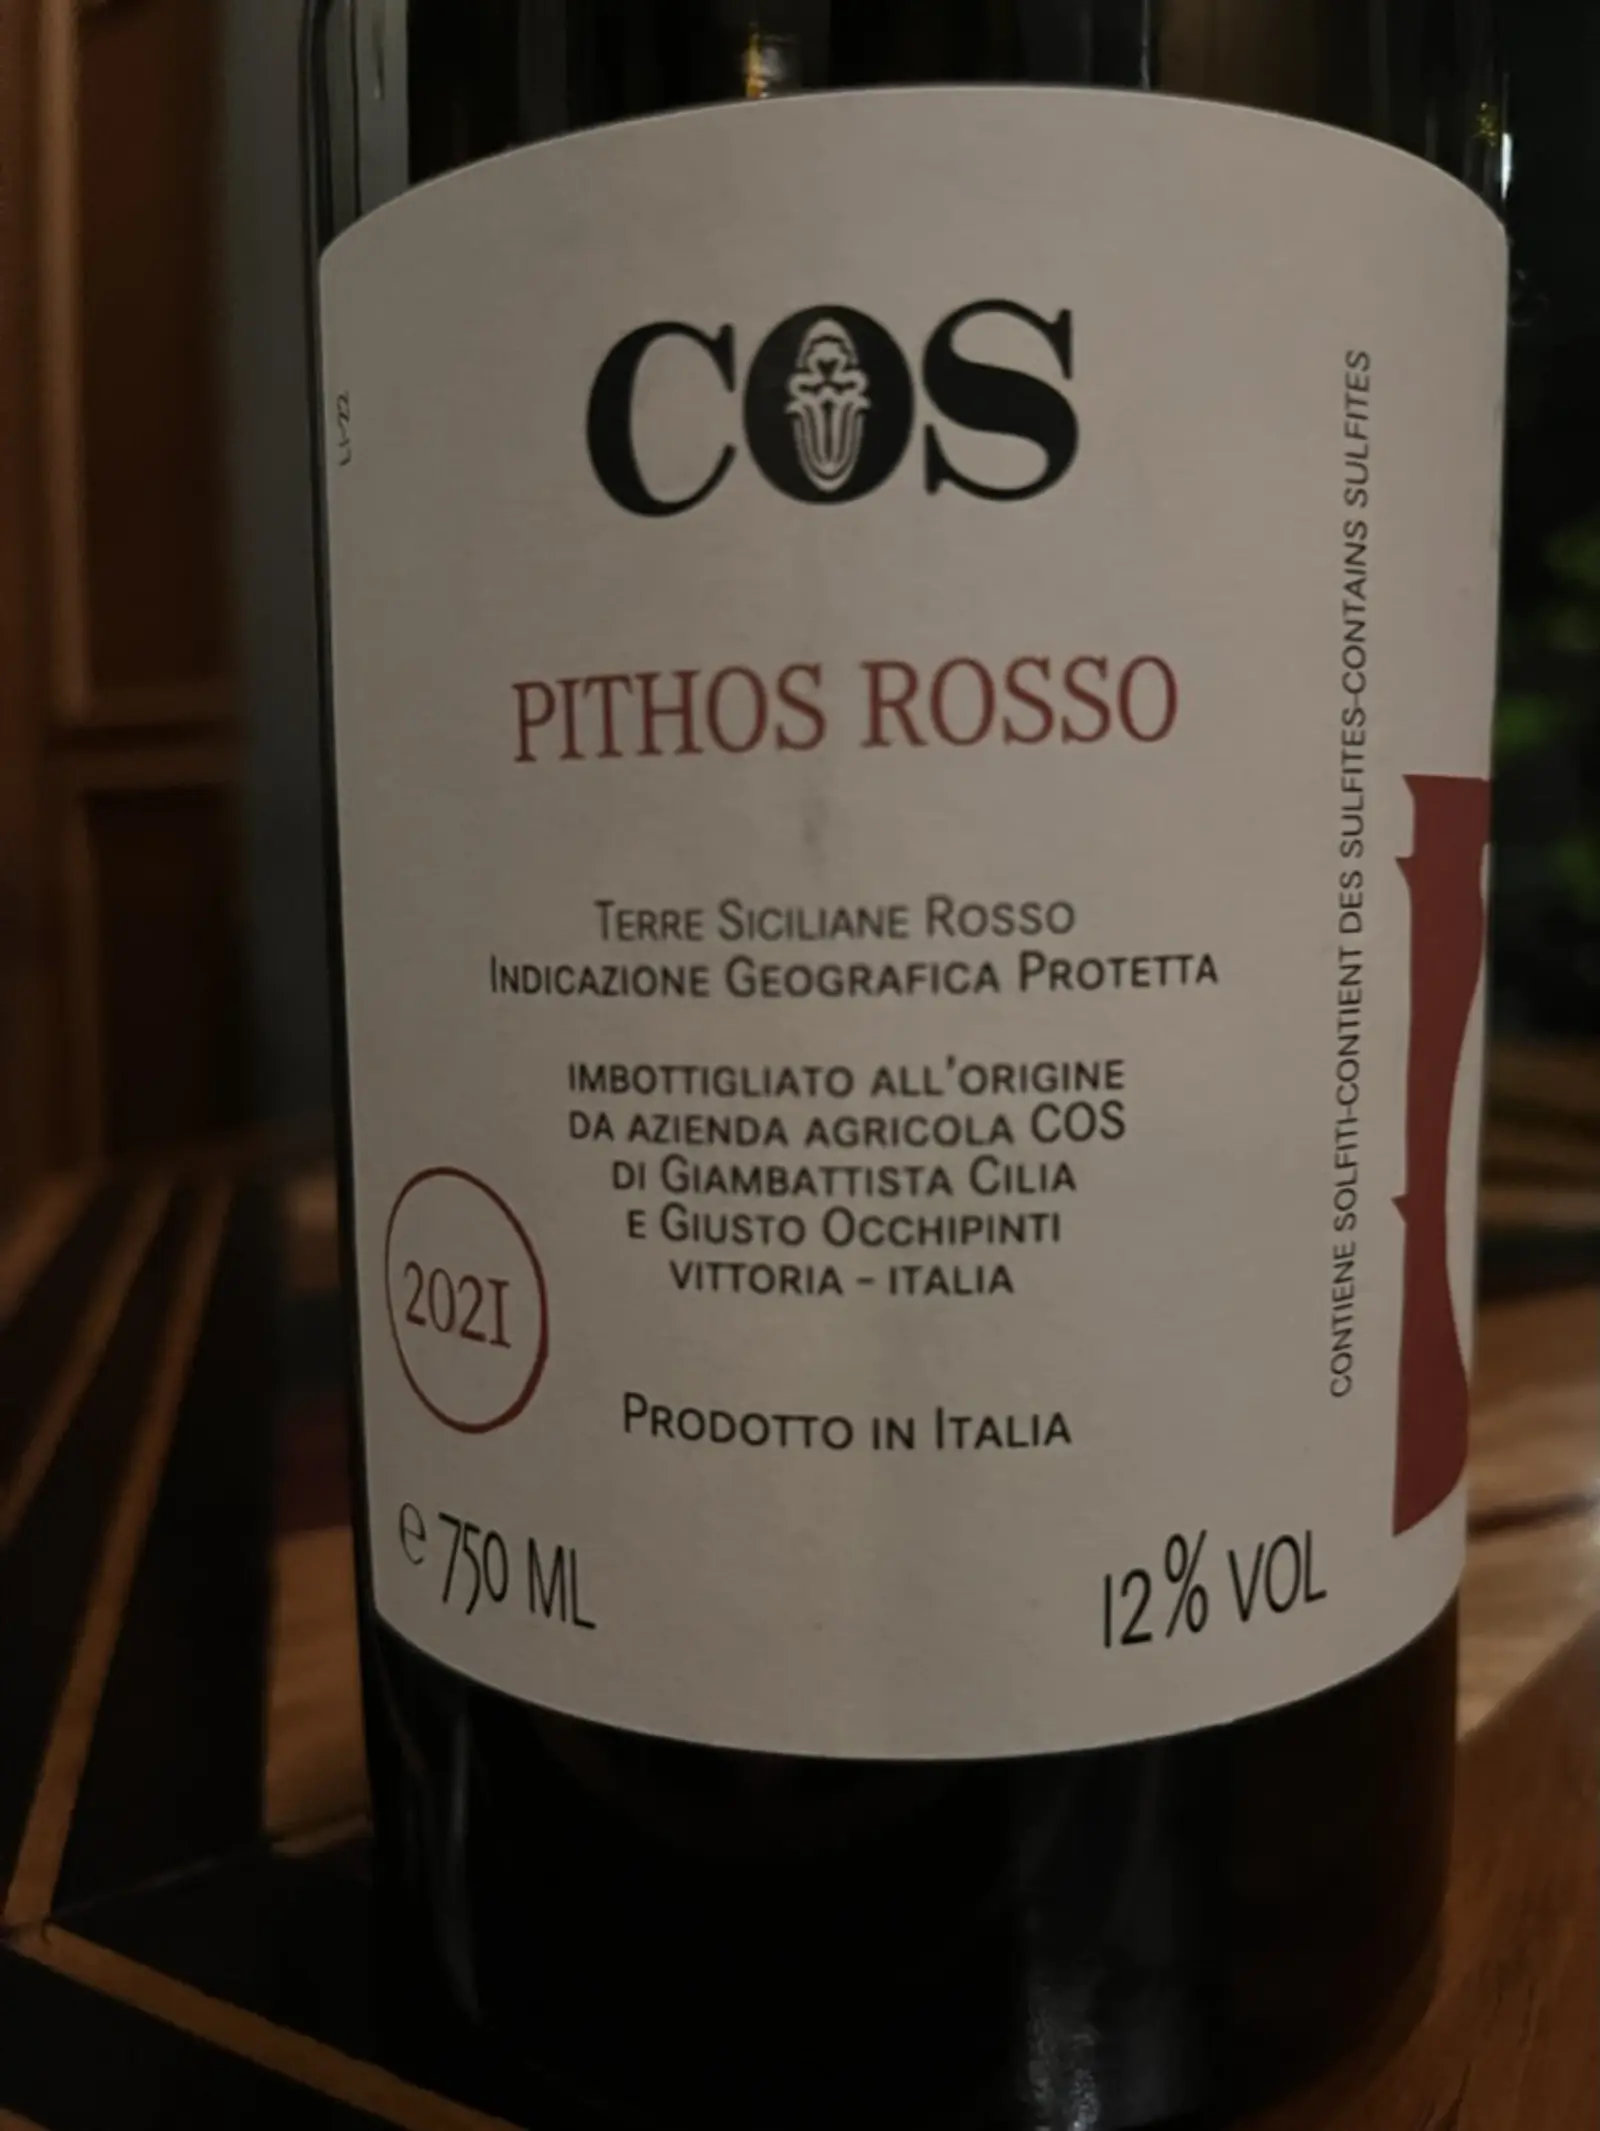 COS
L1-22
PITHOS ROSSO
TERRE SICILIANE ROSSO
INDICAZIONE GEOGRAFICA PROTETTA
IMBOTTIGLIATO ALL'ORIGINE
DA AZIENDA AGRICOLA COS
DI GIAMBATTISTA CILIA
E GIUSTO OCCHIPINTI
VITTORIA - ITALIA
2021
PRODOTTO IN ITALIA
e 750 ML
12% VOL
CONTIENE SOLFITI-CONTIENT DES SULFITES-CONTAINS SULFITES